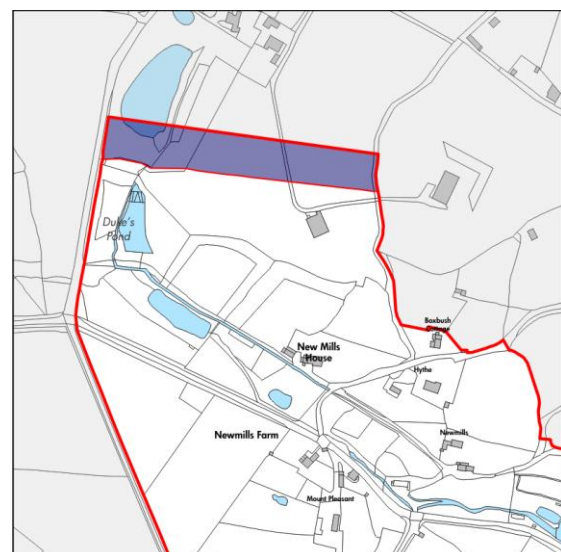 Duke's
Pond
Boxbush
Cottage
New Mills
House
Hythe
Newmills
Newmills Farm
Mount Pleasant